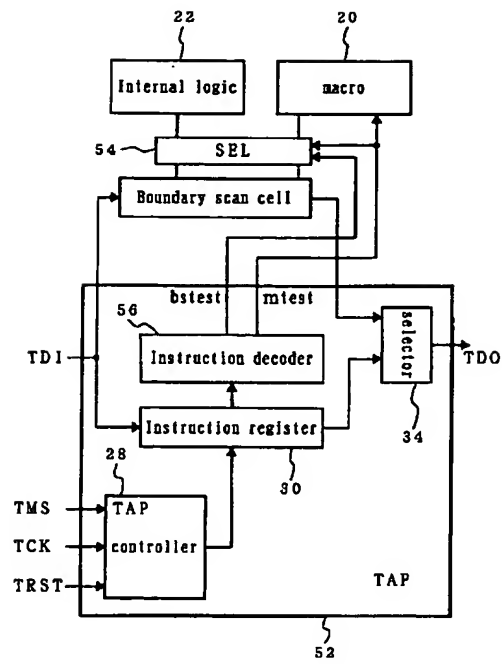 22
20
Internal logic
macro
54
SEL
Boundary scan cell
bstest
mtest
56
Instruction decoder
selector
TDI
TDO
34
Instruction register
30
28
TMS
TAP
TCK
controller
TRST
TAP
52